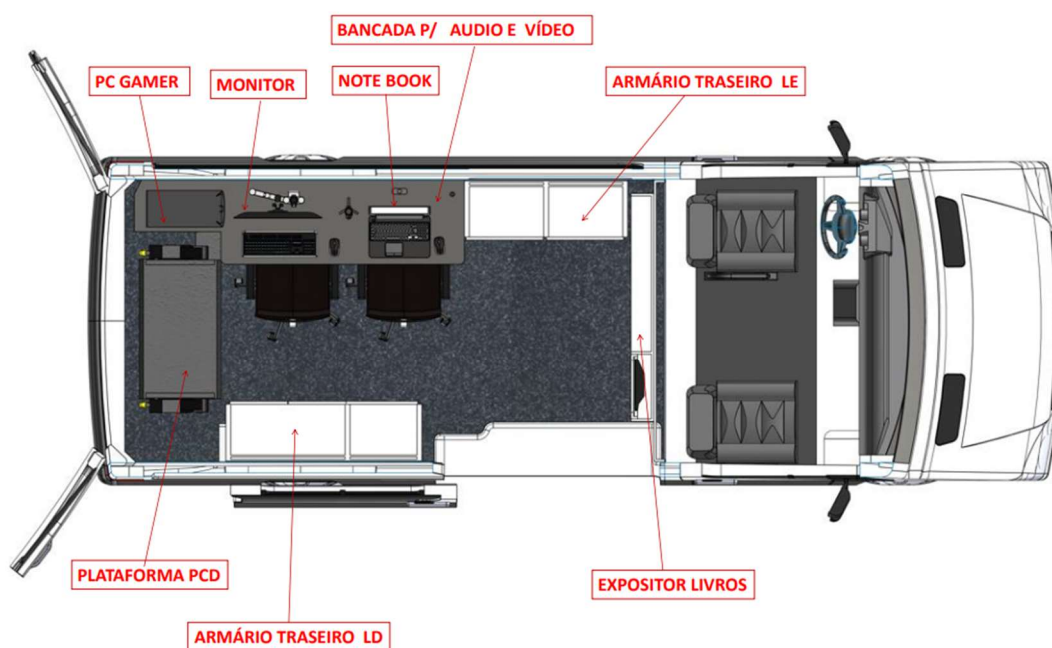 BANCADA P/ AUDIO E VÍDEO
PC GAMER
MONITOR
NOTE BOOK
ARMÁRIO TRASEIRO LE
PLATAFORMA PCD
EXPOSITOR LIVROS
ARMÁRIO TRASEIRO LD